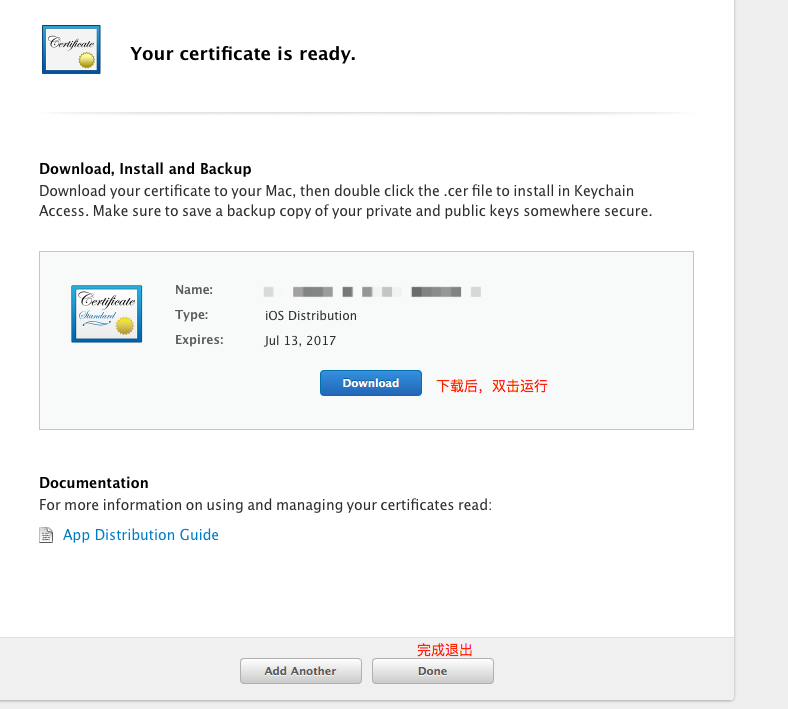 Certificate
Your certificate is ready.
Download, Install and Backup
Download your certificate to your Mac, then double click the .cer file to install in Keychain
Access. Make sure to save a backup copy of your private and public keys somewhere secure.
Certificate
Standard
Name:
Type: iOS Distribution
Expires: Jul 13, 2017
Download 下载后，双击运行
Documentation
For more information on using and managing your certificates read:
App Distribution Guide
完成退出
Add Another Done